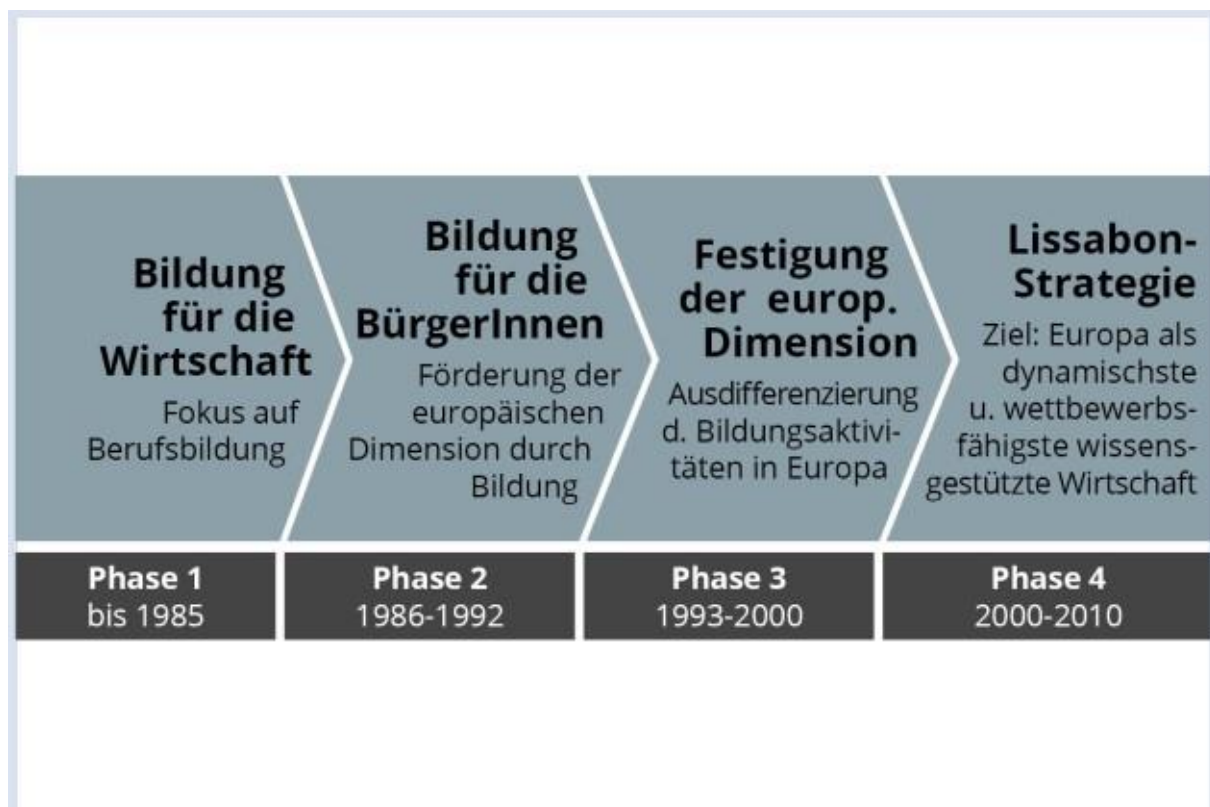 Bildung
für die
Wirtschaft
Fokus auf
Berufsbildung
Bildung
für die
BürgerInnen
Förderung der
europäischen
Dimension durch
Bildung
Festigung
der europ.
Dimension
Ausdifferenzierung
d. Bildungsaktivi-
täten in Europa
Lissabon-
Strategie
Ziel: Europa als
dynamischste
u. wettbewerbs-
fähigste wissens-
gestützte Wirtschaft
Phase 1
bis 1985
Phase 2
1986-1992
Phase 3
1993-2000
Phase 4
2000-2010